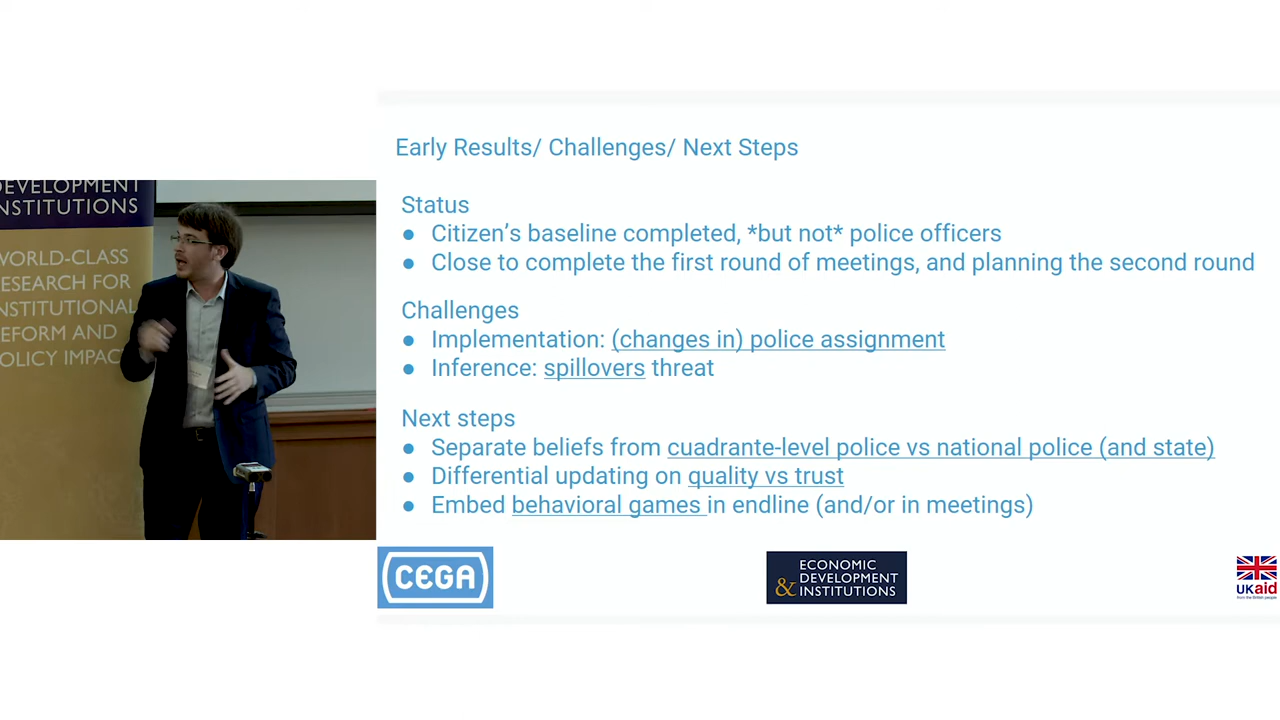 DEVELOPMENT
INSTITUTIONS
WORLD-CLASS
RESEARCH FOR
INSTITUTIONAL
REFORM AND
POLICY IMPACT
Early Results/ Challenges/ Next Steps
Status
● Citizen’s baseline completed, *but not* police officers
● Close to complete the first round of meetings, and planning the second round
Challenges
● Implementation: (changes in) police assignment
● Inference: spillovers threat
Next steps
● Separate beliefs from cuadrante-level police vs national police (and state)
● Differential updating on quality vs trust
● Embed behavioral games in endline (and/or in meetings)
CEGA
ECONOMIC
& DEVELOPMENT
INSTITUTIONS
UKaid
from the British people